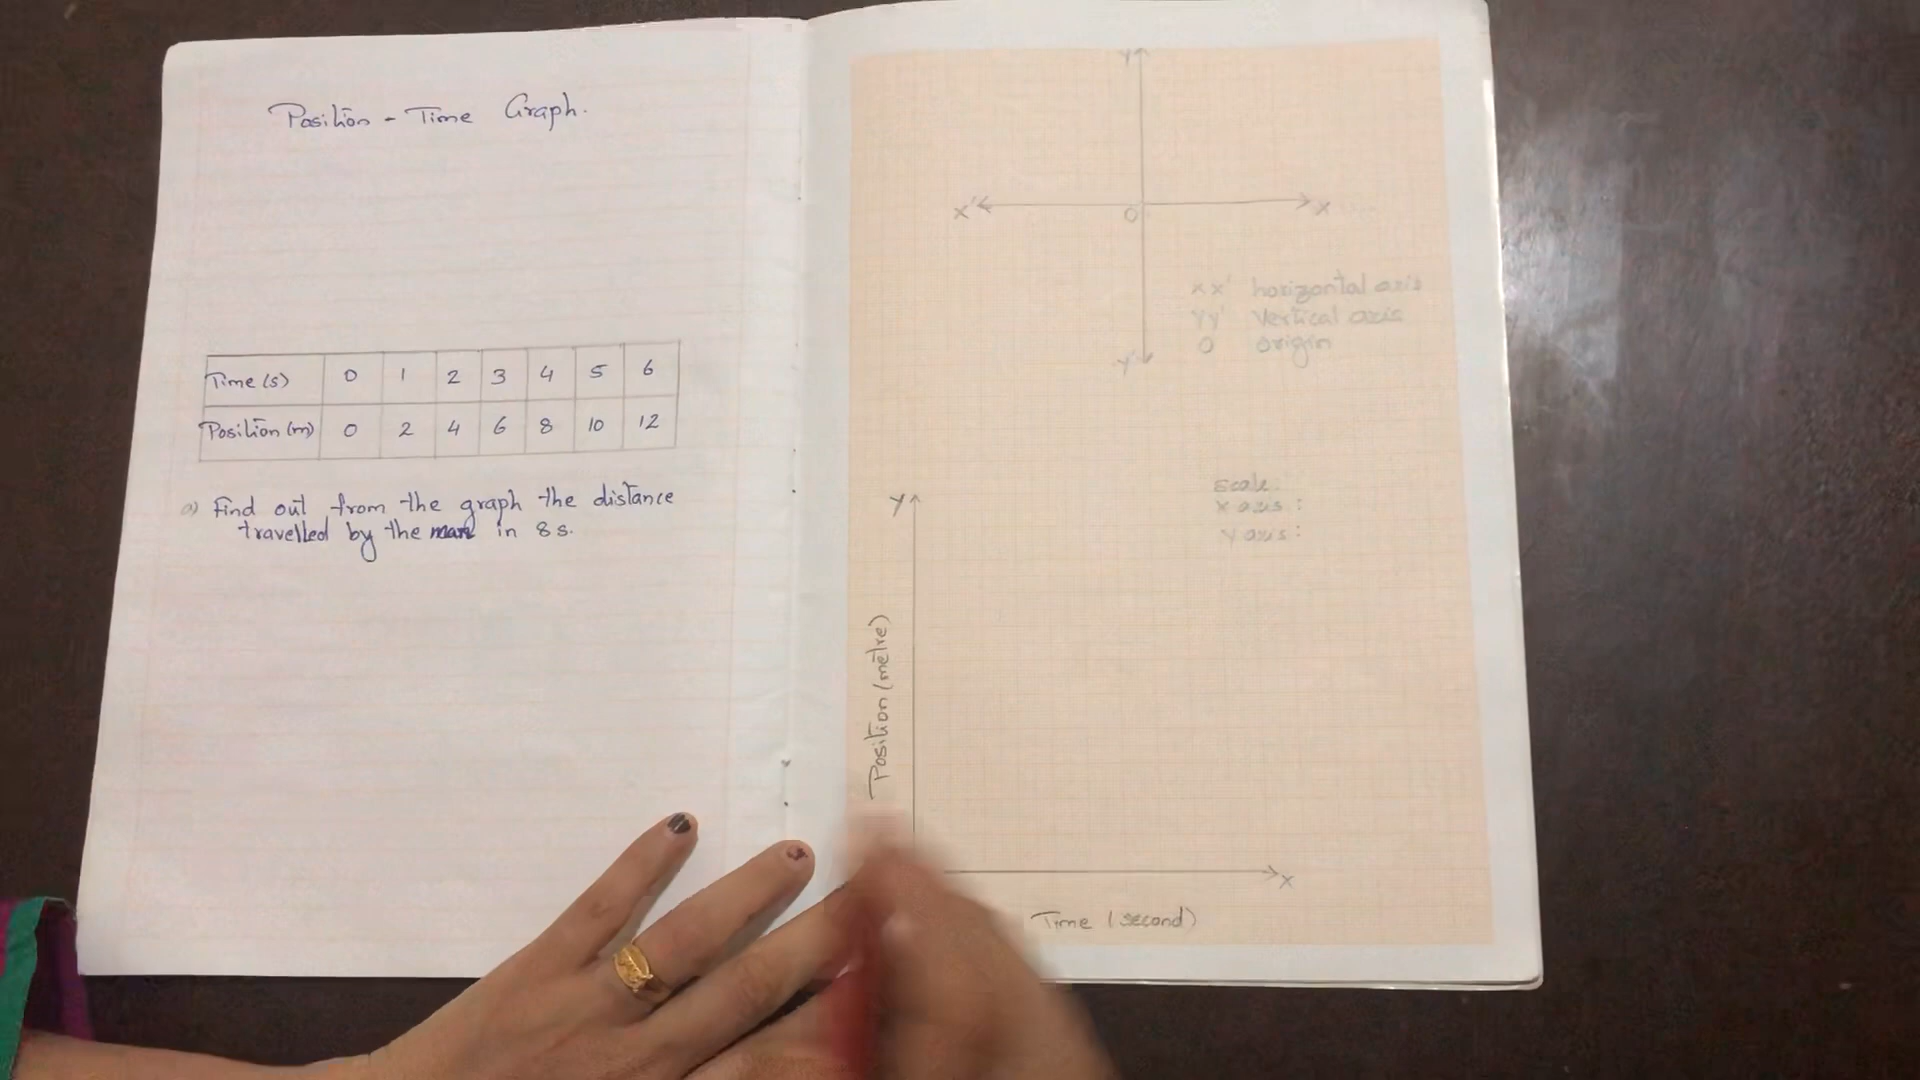 Position - Time Graph.
Time (s) 0 1 2 3 4 5 6
Position (m) 0 2 4 6 8 10 12
a) Find out from the graph the distance
travelled by the man in 8 s.
Y
X' O X
XX' horizontal axis
YY' Vertical axis
O origin
Y'
Scale:
X axis:
Y axis:
Y
Position (metre)
X
Time (second)